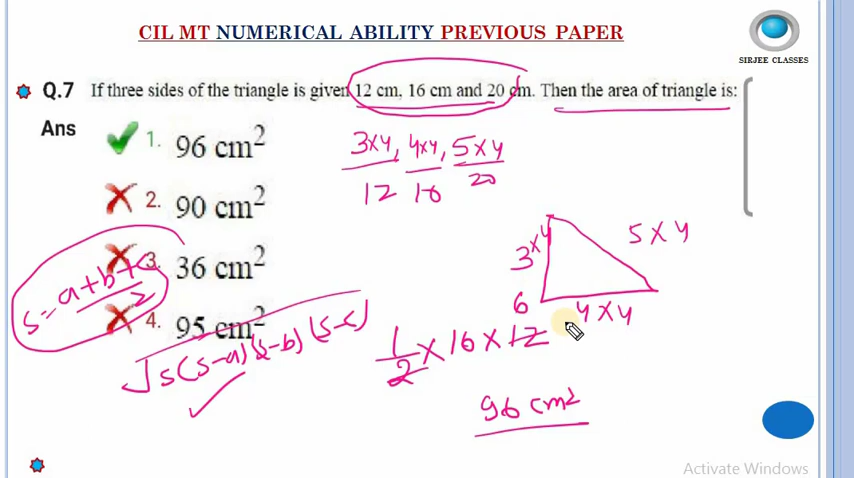 CIL MT NUMERICAL ABILITY PREVIOUS PAPER
SIRJEE CLASSES
Q.7 If three sides of the triangle is given 12 cm, 16 cm and 20 cm. Then the area of triangle is:
Ans 1. 96 cm²
2. 90 cm²
3. 36 cm²
4. 95 cm²
3×4, 4×4, 5×4
12 16 20
3×4
5×4
6
4×4
s = a+b+c/2
√s(s-a)(s-b)(s-c)
1/2 × 16 × 12
96 cm²
Activate Windows